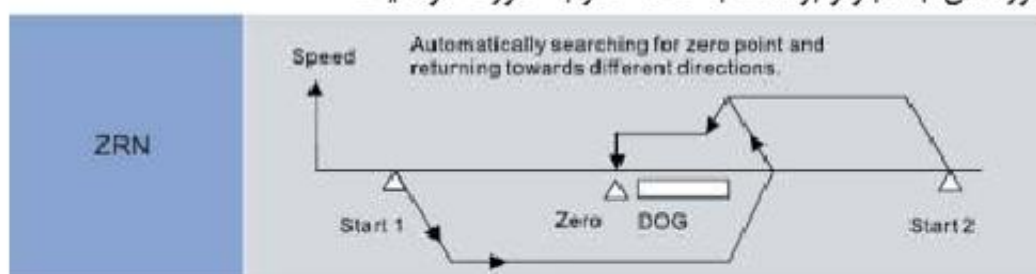 ZRN
Speed
Automatically searching for zero point and
returning towards different directions.
Start 1
Zero
DOG
Start 2